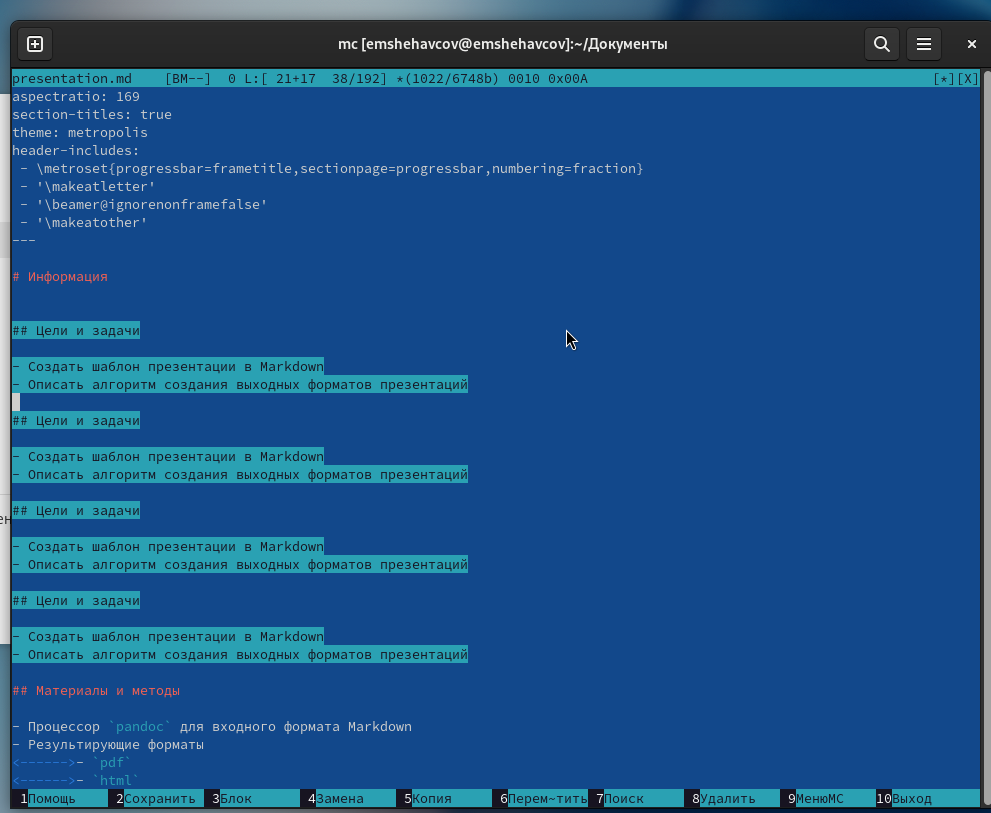 mc [emshehavcov@emshehavcov]:~/Документы
presentation.md    [BM--]  0 L:[ 21+17  38/192] *(1022/6748b) 0010 0x00A    [*][X]
aspectratio: 169
section-titles: true
theme: metropolis
header-includes:
 - \metroset{progressbar=frametitle,sectionpage=progressbar,numbering=fraction}
 - '\makeatletter'
 - '\beamer@ignorenonframefalse'
 - '\makeatother'
---
# Информация
## Цели и задачи
- Создать шаблон презентации в Markdown
- Описать алгоритм создания выходных форматов презентаций
## Цели и задачи
- Создать шаблон презентации в Markdown
- Описать алгоритм создания выходных форматов презентаций
## Цели и задачи
- Создать шаблон презентации в Markdown
- Описать алгоритм создания выходных форматов презентаций
## Цели и задачи
- Создать шаблон презентации в Markdown
- Описать алгоритм создания выходных форматов презентаций
## Материалы и методы
- Процессор `pandoc` для входного формата Markdown
- Результирующие форматы
<------>- `pdf`
<------>- `html`
1Помощь 2Сохранить 3Блок 4Замена 5Копия 6Перем~тить 7Поиск 8Удалить 9МенюMC 10Выход